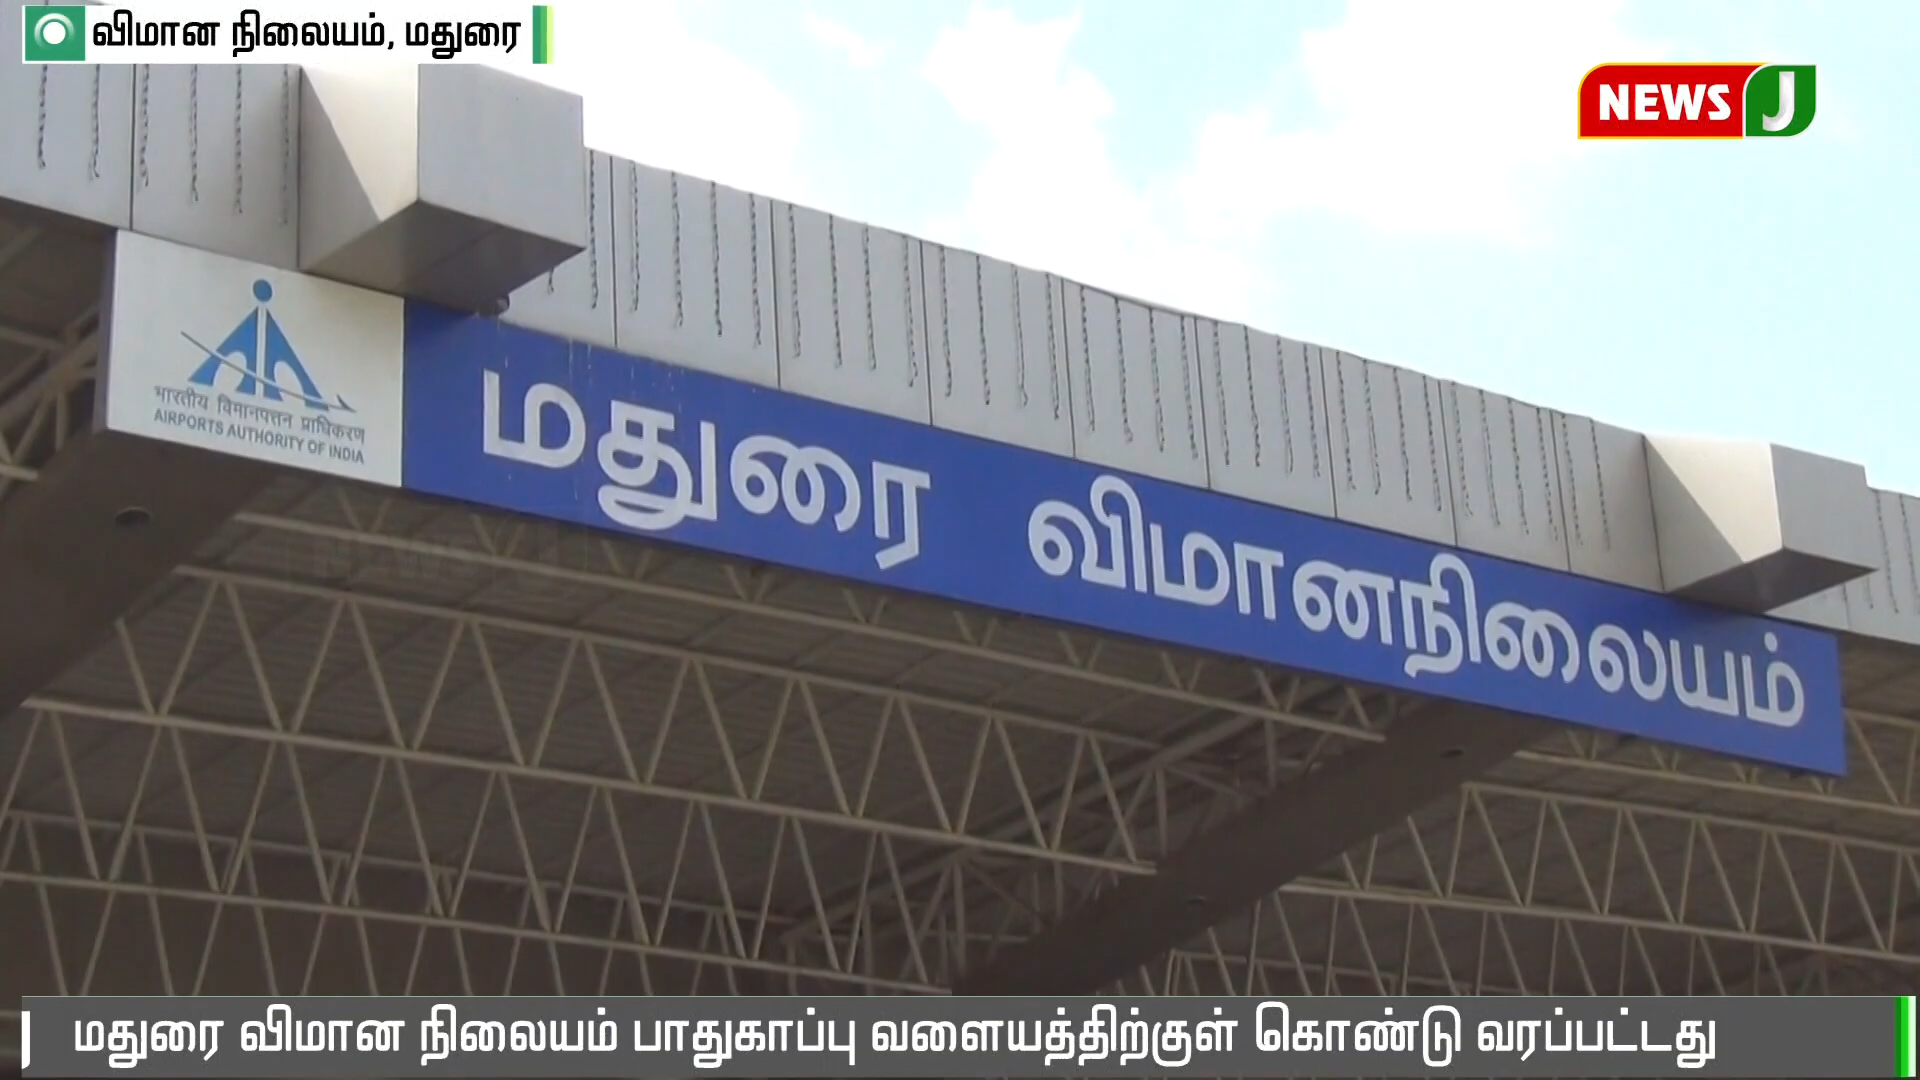 விமான நிலையம், மதுரை
NEWS J
भारतीय विमानपत्तन प्राधिकरण
AIRPORTS AUTHORITY OF INDIA
மதுரை விமானநிலையம்
மதுரை விமான நிலையம் பாதுகாப்பு வளையத்திற்குள் கொண்டு வரப்பட்டது